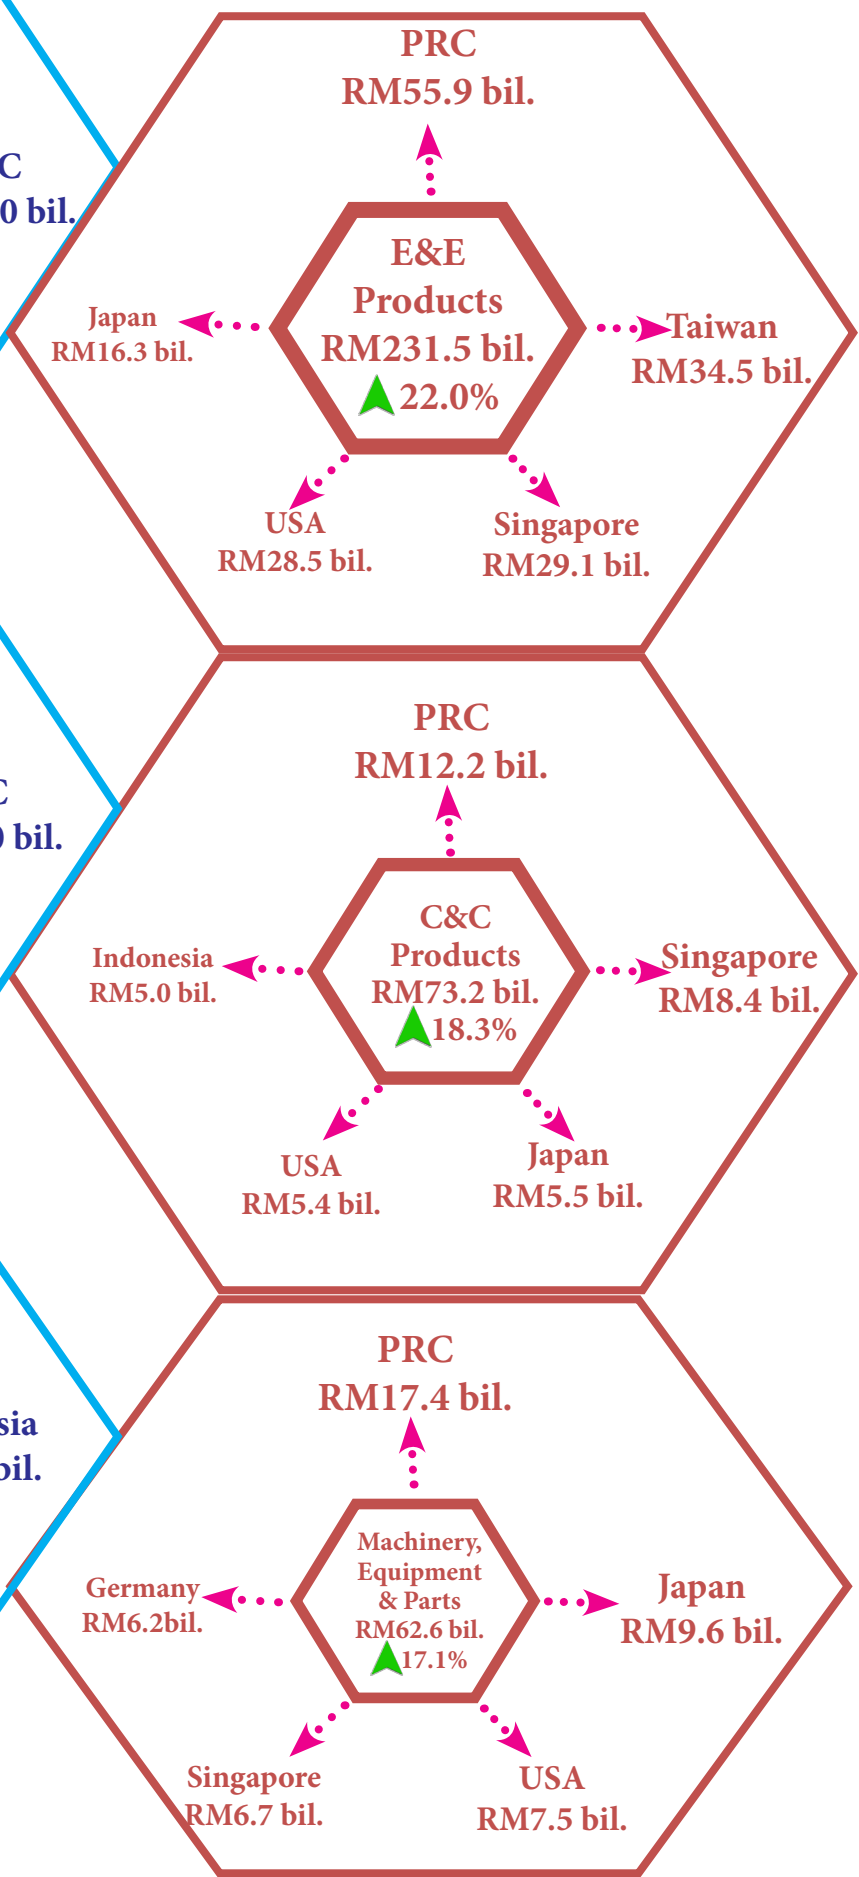 PRC
RM55.9 bil.
C
0 bil.
E&E
Products
RM231.5 bil.
22.0%
Japan
RM16.3 bil.
Taiwan
RM34.5 bil.
USA
RM28.5 bil.
Singapore
RM29.1 bil.
PRC
RM12.2 bil.
C
0 bil.
C&C
Products
RM73.2 bil.
18.3%
Indonesia
RM5.0 bil.
Singapore
RM8.4 bil.
USA
RM5.4 bil.
Japan
RM5.5 bil.
PRC
RM17.4 bil.
sia
bil.
Machinery,
Equipment
& Parts
RM62.6 bil.
17.1%
Germany
RM6.2bil.
Japan
RM9.6 bil.
Singapore
RM6.7 bil.
USA
RM7.5 bil.